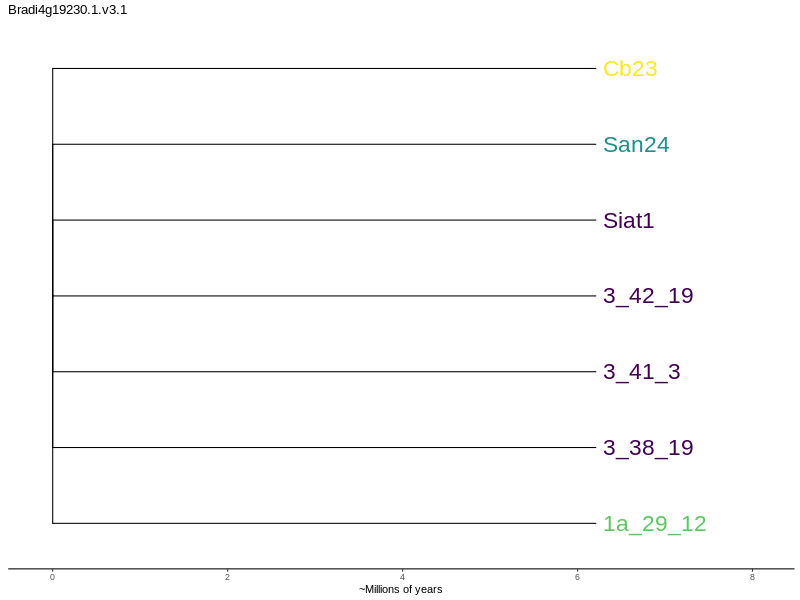 Bradi4g19230.1.v3.1
Cb23
San24
Siat1
3_42_19
3_41_3
3_38_19
1a_29_12
0 2 4 6 8
~Millions of years